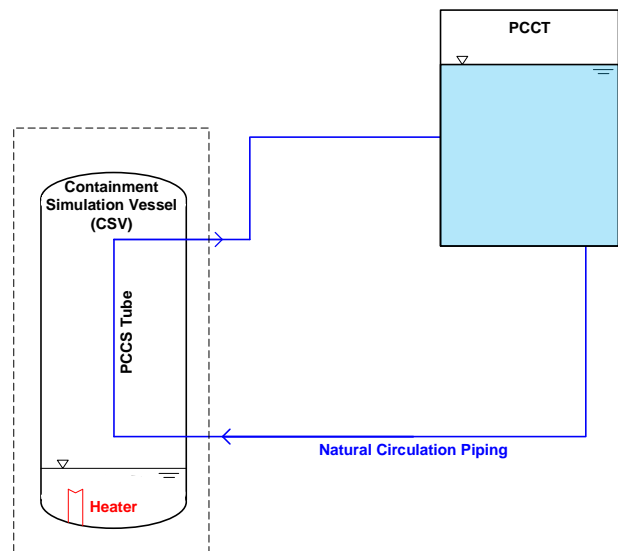 PCCT
Containment
Simulation Vessel
(CSV)
PCCS Tube
Natural Circulation Piping
Heater